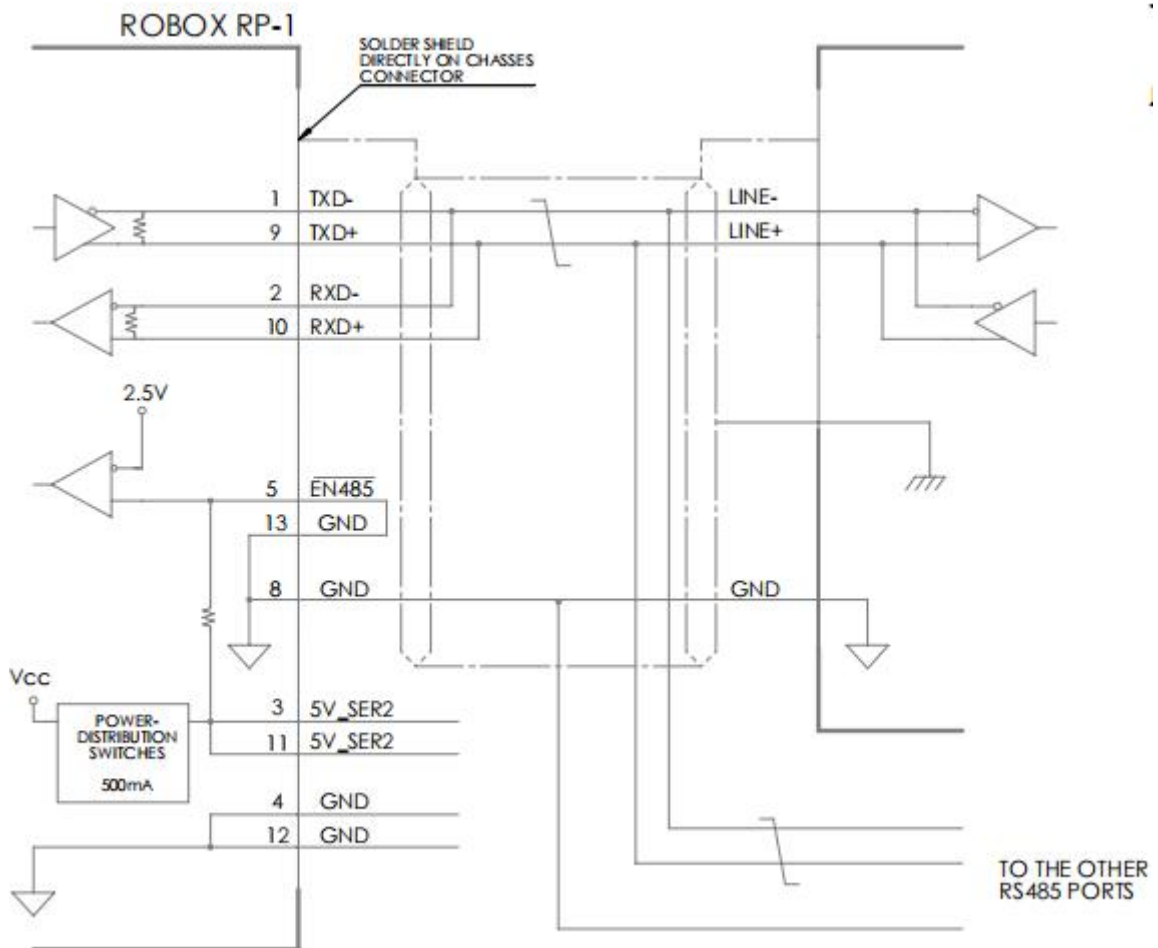 ROBOX RP-1
SOLDER SHIELD
DIRECTLY ON CHASSES
CONNECTOR
1 TXD- LINE-
9 TXD+ LINE+
2 RXD-
10 RXD+
2.5V
5 EN485
13 GND
8 GND GND
Vcc
POWER-
DISTRIBUTION
SWITCHES
500mA
3 5V_SER2
11 5V_SER2
4 GND
12 GND
TO THE OTHER
RS485 PORTS